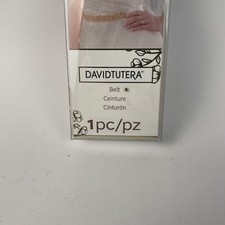 DAVIDTUTERA®
Belt
Ceinture
Cinturón
1pc/pz